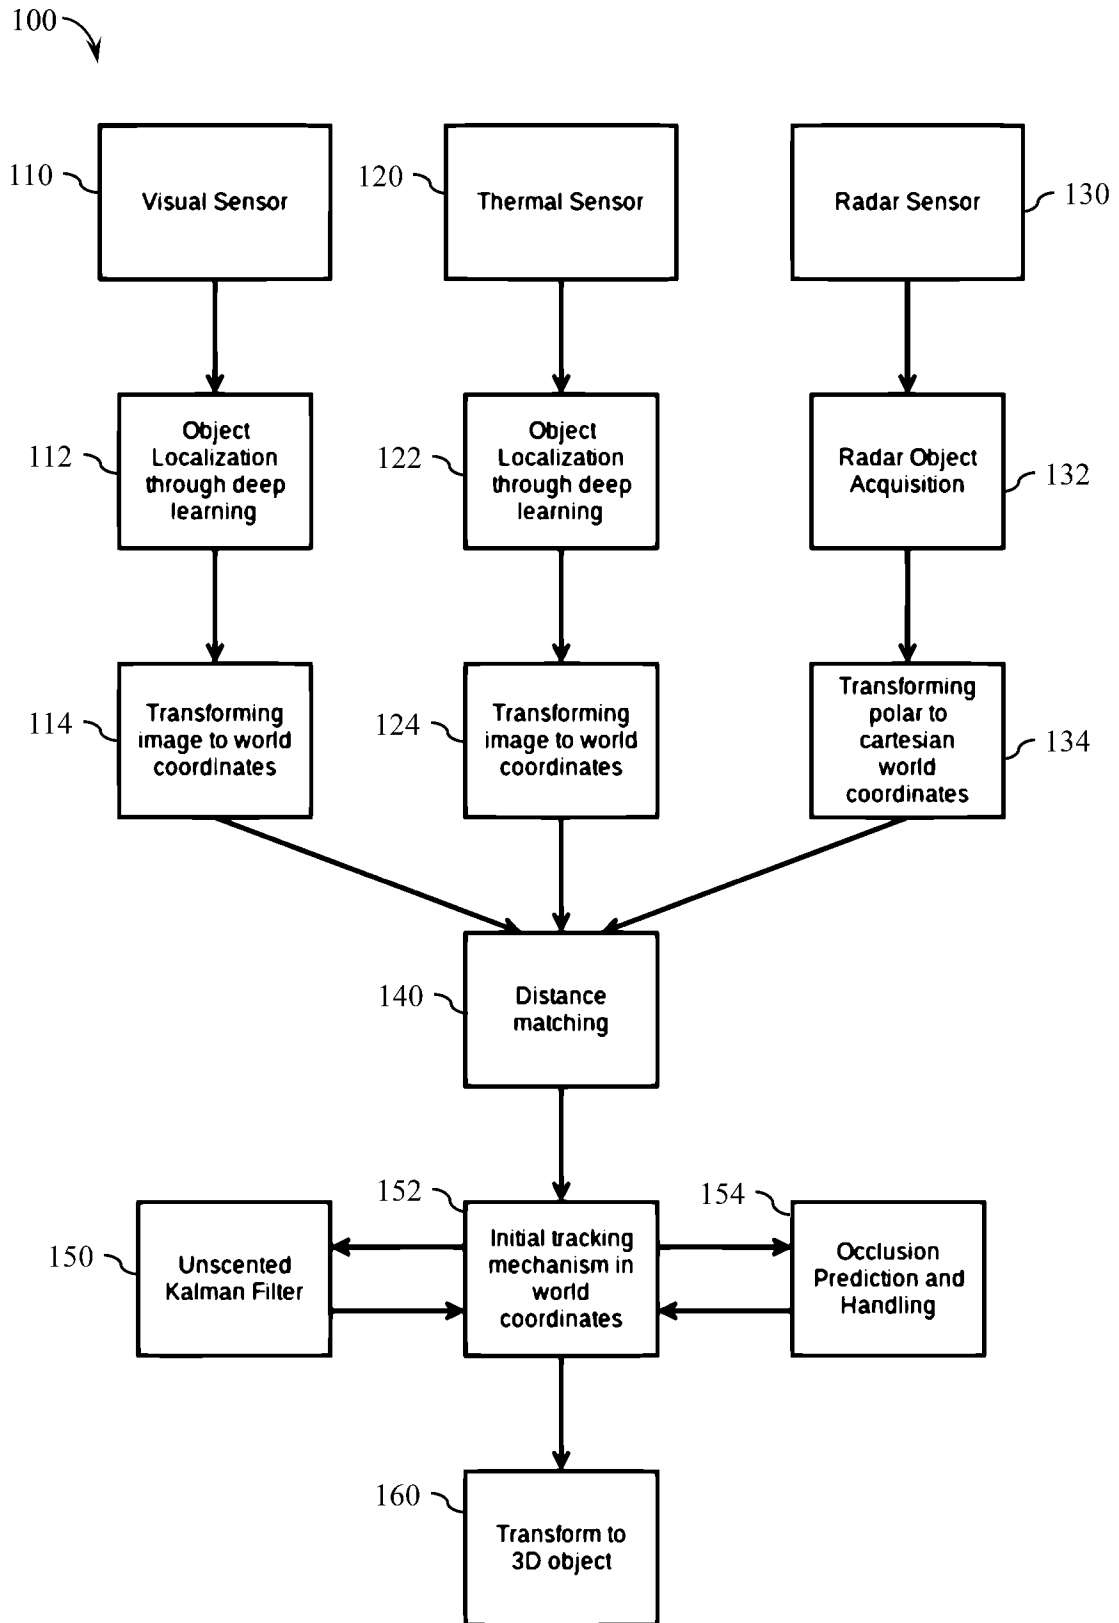 100
110
Visual Sensor
120
Thermal Sensor
Radar Sensor
130
112
Object
Localization
through deep
learning
122
Object
Localization
through deep
learning
Radar Object
Acquisition
132
114
Transforming
image to world
coordinates
124
Transforming
image to world
coordinates
Transforming
polar to
cartesian
world
coordinates
134
140
Distance
matching
150
Unscented
Kalman Filter
152
Initial tracking
mechanism in
world
coordinates
154
Occlusion
Prediction and
Handling
160
Transform to
3D object